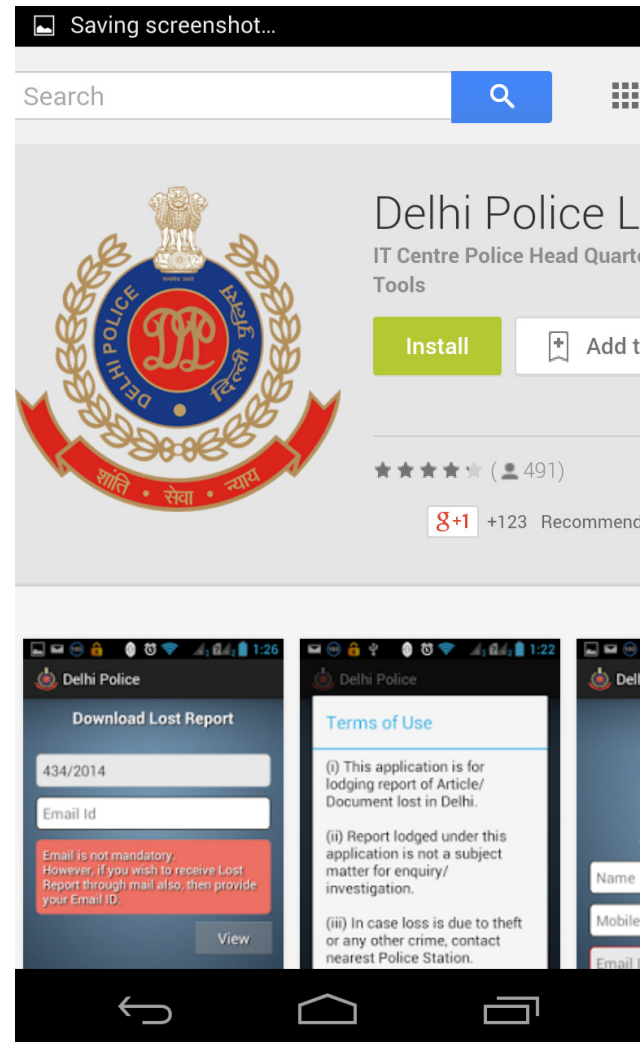 Saving screenshot…
Search
Delhi Police L
IT Centre Police Head Quarte
Tools
Install
Add t
DELHI POLICE
दिल्ली पुलिस
DP
शांति • सेवा • न्याय
(491)
g+1 +123 Recommend
1:26
Delhi Police
Download Lost Report
434/2014
Email Id
Email is not mandatory.
However, if you wish to receive Lost
Report through mail also, then provide
your Email ID.
View
1:22
Delhi Police
Terms of Use
(i) This application is for
lodging report of Article/
Document lost in Delhi.
(ii) Report lodged under this
application is not a subject
matter for enquiry/
investigation.
(iii) In case loss is due to theft
or any other crime, contact
nearest Police Station.
Del
Name
Mobile
Email I